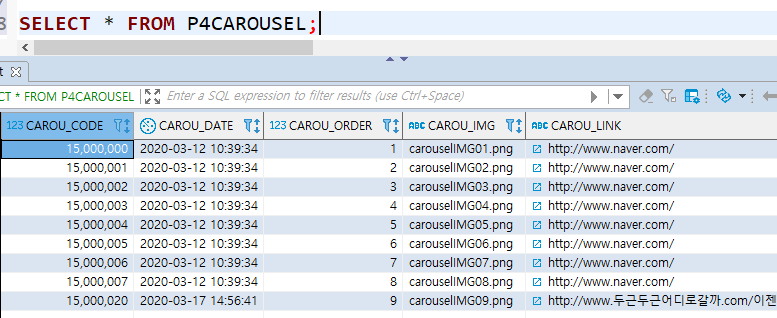 8 SELECT * FROM P4CAROUSEL;
CT * FROM P4CAROUSEL Enter a SQL expression to filter results (use Ctrl+Space)
123 CAROU_CODE CAROU_DATE 123 CAROU_ORDER ABC CAROU_IMG ABC CAROU_LINK
15,000,000 2020-03-12 10:39:34 1 carouselIMG01.png http://www.naver.com/
15,000,001 2020-03-12 10:39:34 2 carouselIMG02.png http://www.naver.com/
15,000,002 2020-03-12 10:39:34 3 carouselIMG03.png http://www.naver.com/
15,000,003 2020-03-12 10:39:34 4 carouselIMG04.png http://www.naver.com/
15,000,004 2020-03-12 10:39:34 5 carouselIMG05.png http://www.naver.com/
15,000,005 2020-03-12 10:39:34 6 carouselIMG06.png http://www.naver.com/
15,000,006 2020-03-12 10:39:34 7 carouselIMG07.png http://www.naver.com/
15,000,007 2020-03-12 10:39:34 8 carouselIMG08.png http://www.naver.com/
15,000,020 2020-03-17 14:56:41 9 carouselIMG09.png http://www.두근두근어디로갈까.com/이젠